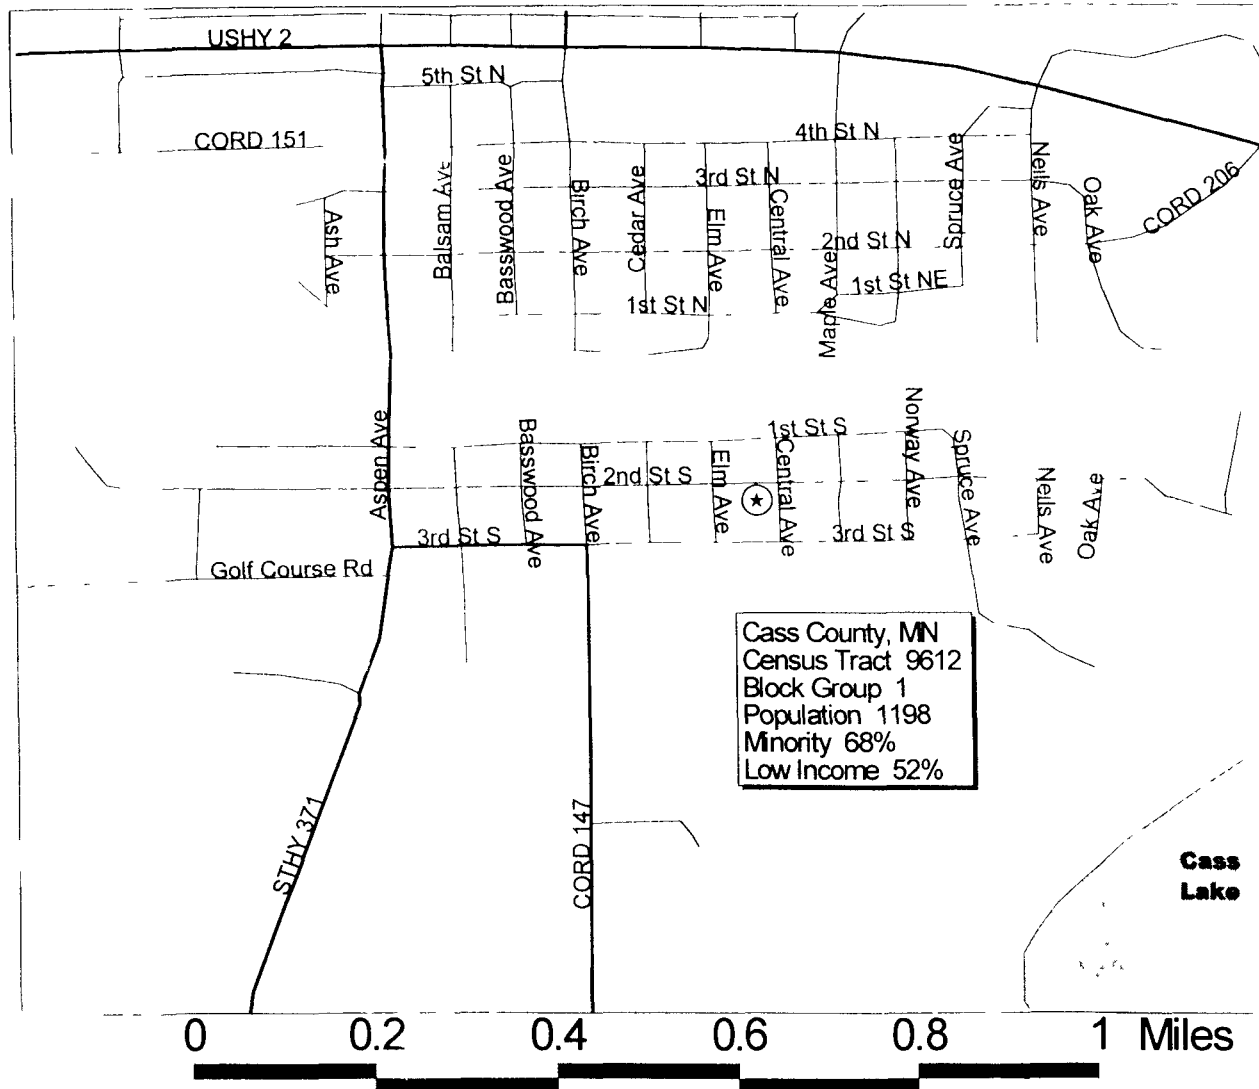 USHY 2
5th St N
CORD 151
4th St N
3rd St N
Ash Ave
Balsam Ave
Basswood Ave
Birch Ave
Cedar Ave
Elm Ave
Central Ave
Maple Ave
2nd St N
1st St NE
1st St N
Spruce Ave
Neils Ave
Oak Ave
CORD 206
Aspen Ave
Basswood Ave
Birch Ave
2nd St S
Elm Ave
1st St S
Central Ave
Norway Ave
Spruce Ave
Neils Ave
Oak Ave
3rd St S
3rd St S
Golf Course Rd
Cass County, MN
Census Tract 9612
Block Group 1
Population 1198
Minority 68%
Low Income 52%
STHY 371
CORD 147
Cass
Lake
0 0.2 0.4 0.6 0.8 1 Miles